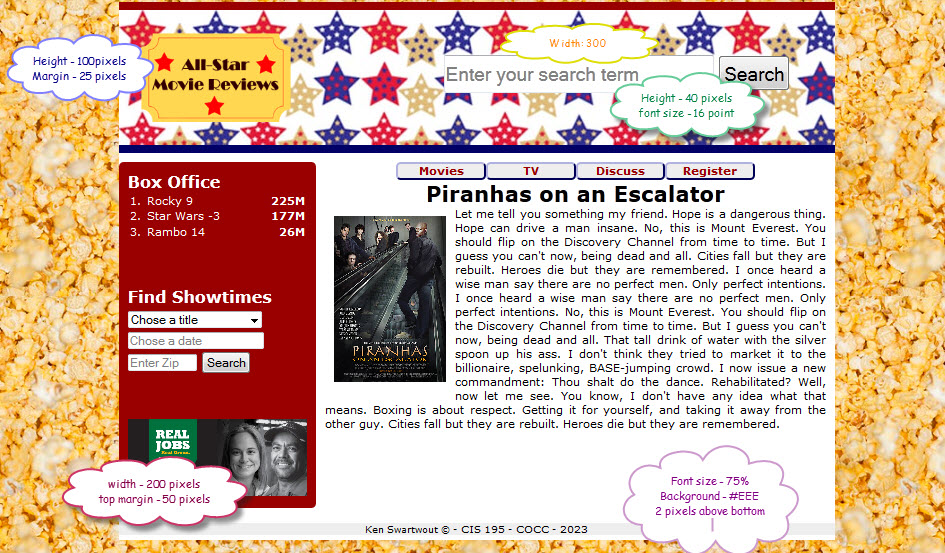 Height - 100pixels
Margin - 25 pixels
All-Star
Movie Reviews
Width: 300
Enter your search term
Search
Height - 40 pixels
font size -16 point
Box Office
1. Rocky 9 225M
2. Star Wars -3 177M
3. Rambo 14 26M
Find Showtimes
Chose a title
Chose a date
Enter Zip
Search
REAL
JOBS
width - 200 pixels
top margin -50 pixels
Movies
TV
Discuss
Register
Piranhas on an Escalator
PIRANHAS
Let me tell you something my friend. Hope is a dangerous thing.
Hope can drive a man insane. No, this is Mount Everest. You
should flip on the Discovery Channel from time to time. But I
guess you can't now, being dead and all. Cities fall but they are
rebuilt. Heroes die but they are remembered. I once heard a
wise man say there are no perfect men. Only perfect intentions.
I once heard a wise man say there are no perfect men. Only
perfect intentions. No, this is Mount Everest. You should flip on
the Discovery Channel from time to time. But I guess you can't
now, being dead and all. That tall drink of water with the silver
spoon up his ass. I don't think they tried to market it to the
billionaire, spelunking, BASE-jumping crowd. I now issue a new
commandment: Thou shalt do the dance. Rehabilitated? Well,
now let me see. You know, I don't have any idea what that
means. Boxing is about respect. Getting it for yourself, and taking it away from the
other guy. Cities fall but they are rebuilt. Heroes die but they are remembered.
Font size - 75%
Background - #EEE
2 pixels above bottom
Ken Swartwout © - CIS 195 - COCC - 2023